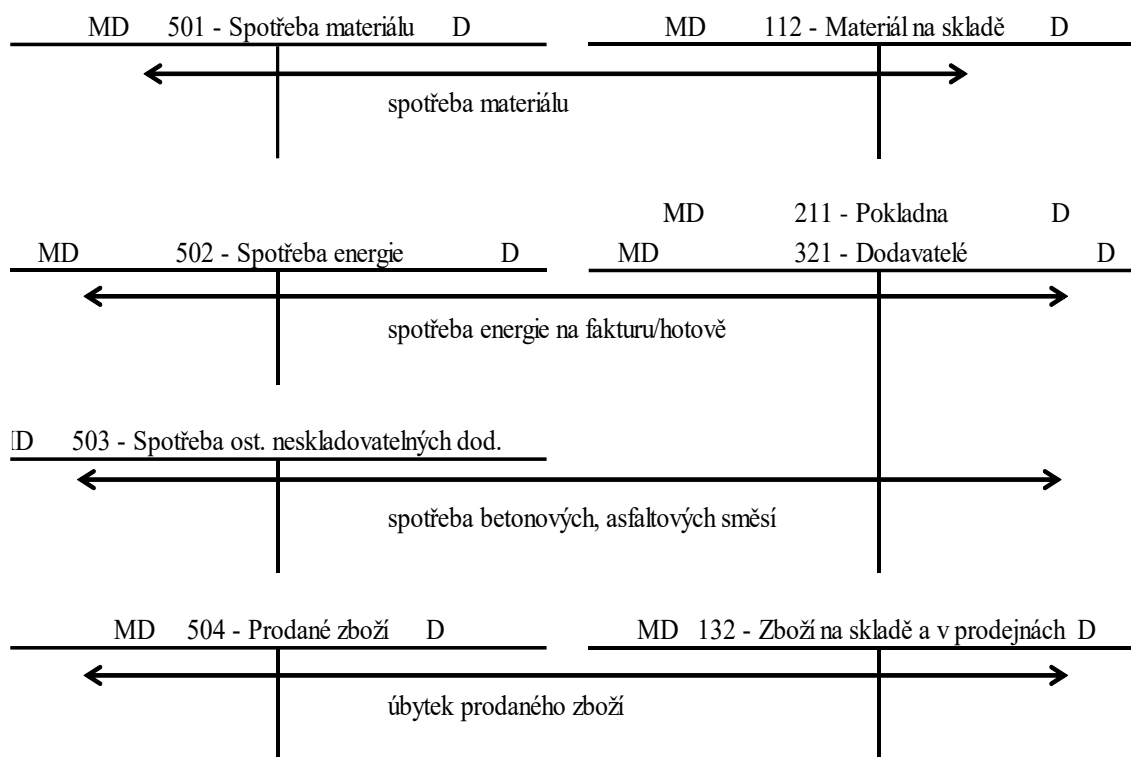 MD 501 - Spotřeba materiálu D MD 112 - Materiál na skladě D
spotřeba materiálu
MD 211 - Pokladna D
MD 502 - Spotřeba energie D MD 321 - Dodavatelé D
spotřeba energie na fakturu/hotově
D 503 - Spotřeba ost. neskladovatelných dod.
spotřeba betonových, asfaltových směsí
MD 504 - Prodané zboží D MD 132 - Zboží na skladě a v prodejnách D
úbytek prodaného zboží